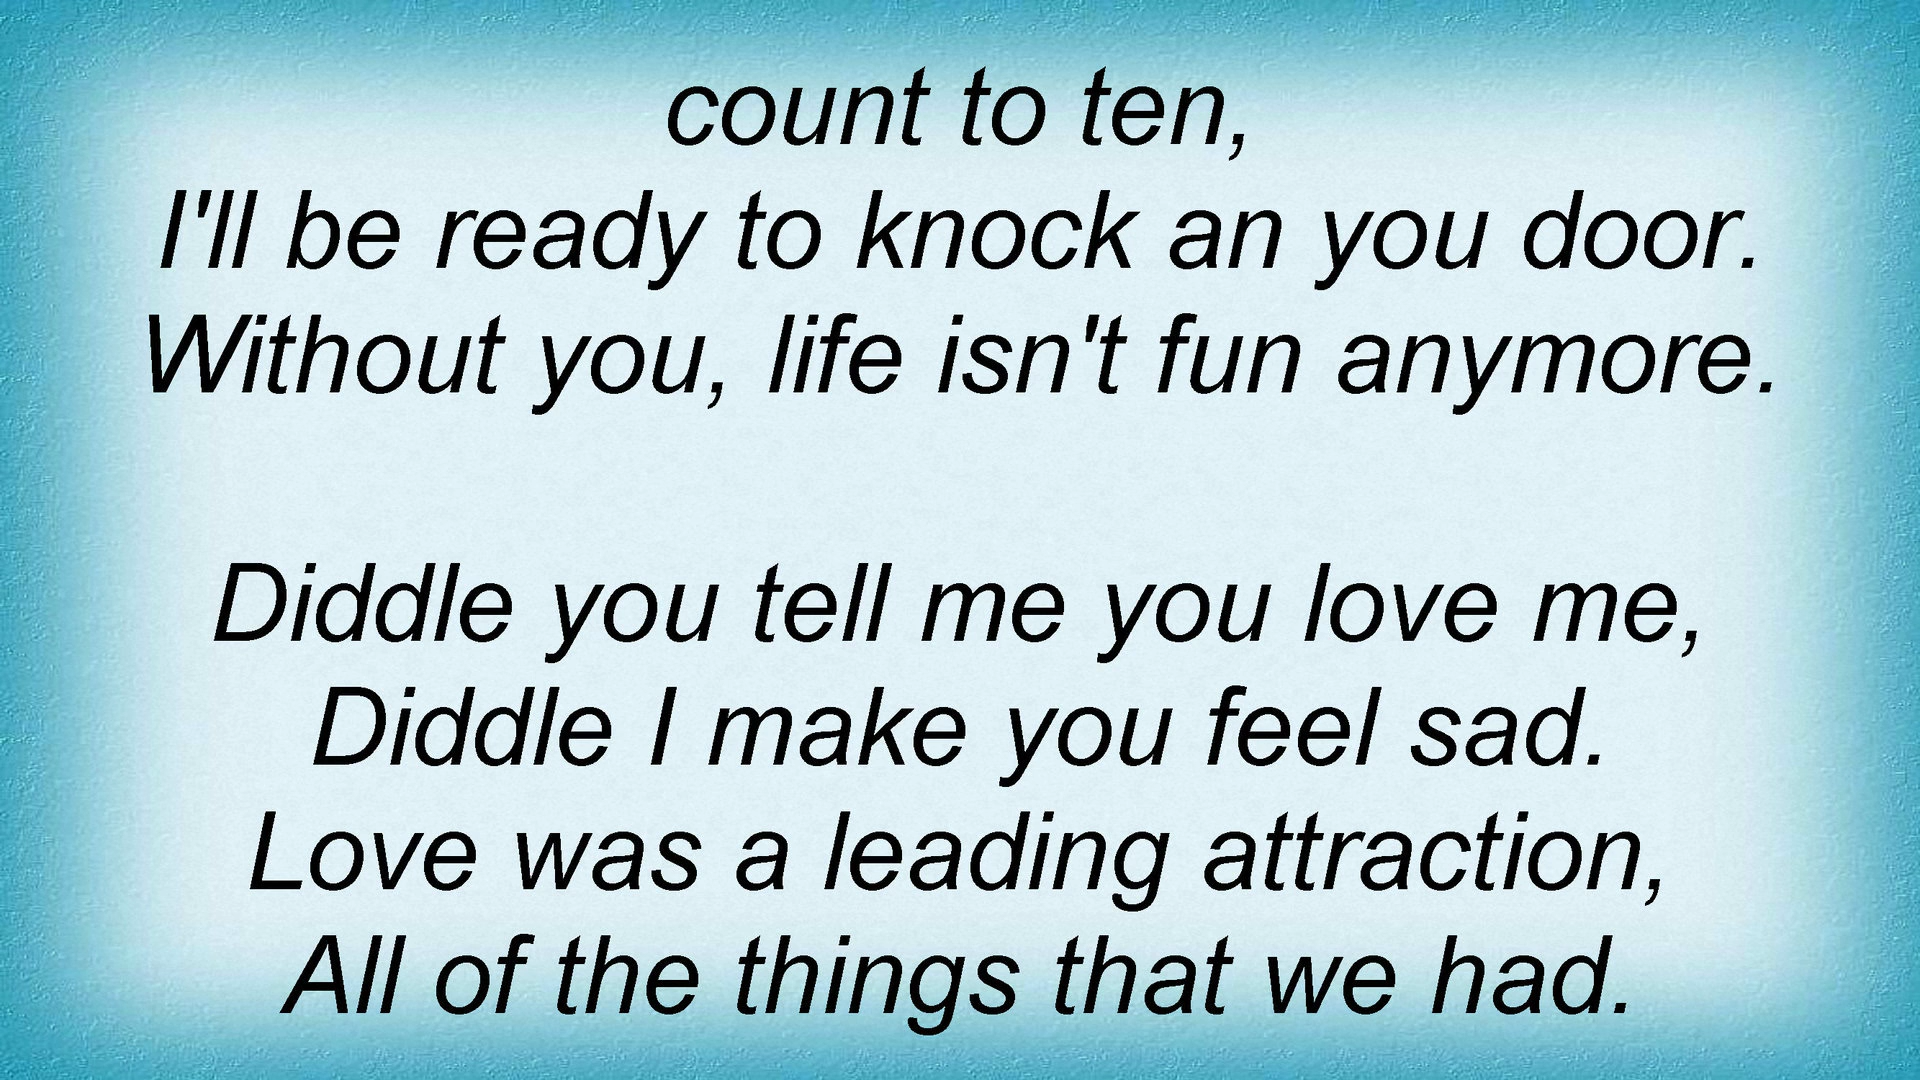 count to ten,
I'll be ready to knock an you door.
Without you, life isn't fun anymore.
Diddle you tell me you love me,
Diddle I make you feel sad.
Love was a leading attraction,
All of the things that we had.